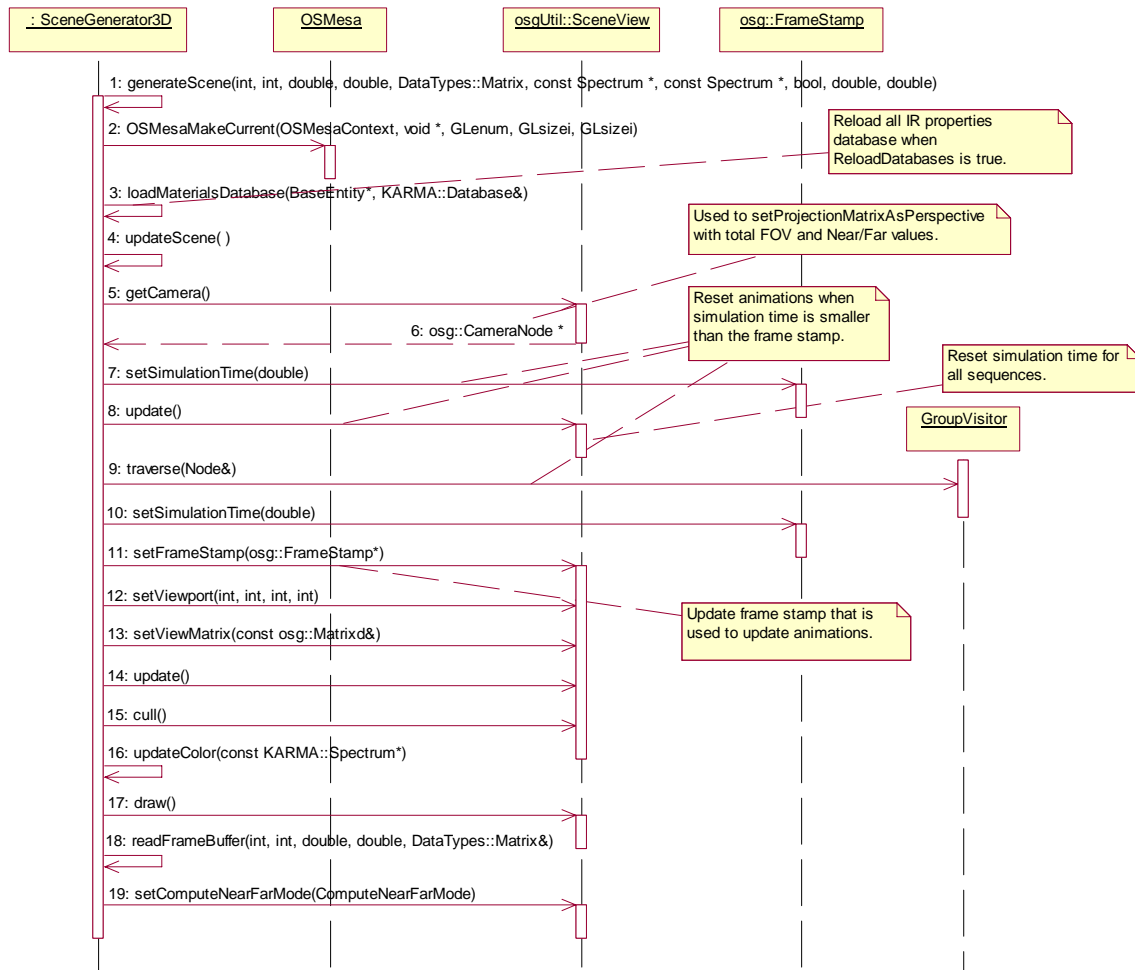 : SceneGenerator3D
OSMesa
osgUtil::SceneView
osg::FrameStamp
1: generateScene(int, int, double, double, DataTypes::Matrix, const Spectrum *, const Spectrum *, bool, double, double)
2: OSMesaMakeCurrent(OSMesaContext, void *, GLenum, GLsizei, GLsizei)
Reload all IR properties
database when
ReloadDatabases is true.
3: loadMaterialsDatabase(BaseEntity*, KARMA::Database&)
Used to setProjectionMatrixAsPerspective
with total FOV and Near/Far values.
4: updateScene( )
5: getCamera()
Reset animations when
simulation time is smaller
than the frame stamp.
6: osg::CameraNode *
Reset simulation time for
all sequences.
7: setSimulationTime(double)
8: update()
GroupVisitor
9: traverse(Node&)
10: setSimulationTime(double)
11: setFrameStamp(osg::FrameStamp*)
12: setViewport(int, int, int, int)
Update frame stamp that is
used to update animations.
13: setViewMatrix(const osg::Matrixd&)
14: update()
15: cull()
16: updateColor(const KARMA::Spectrum*)
17: draw()
18: readFrameBuffer(int, int, double, double, DataTypes::Matrix&)
19: setComputeNearFarMode(ComputeNearFarMode)